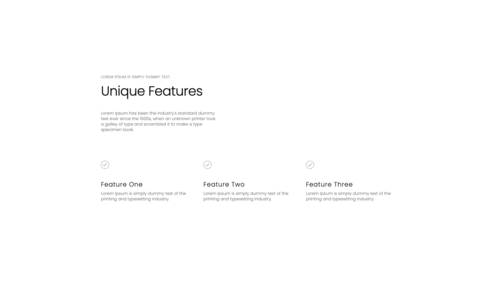 LOREM IPSUM IS SIMPLY DUMMY TEXT
Unique Features
Lorem Ipsum has been the industry's standard dummy
text ever since the 1500s, when an unknown printer took
a galley of type and scrambled it to make a type
specimen book.
Feature One
Lorem Ipsum is simply dummy text of the
printing and typesetting industry.
Feature Two
Lorem Ipsum is simply dummy text of the
printing and typesetting industry.
Feature Three
Lorem Ipsum is simply dummy text of the
printing and typesetting industry.